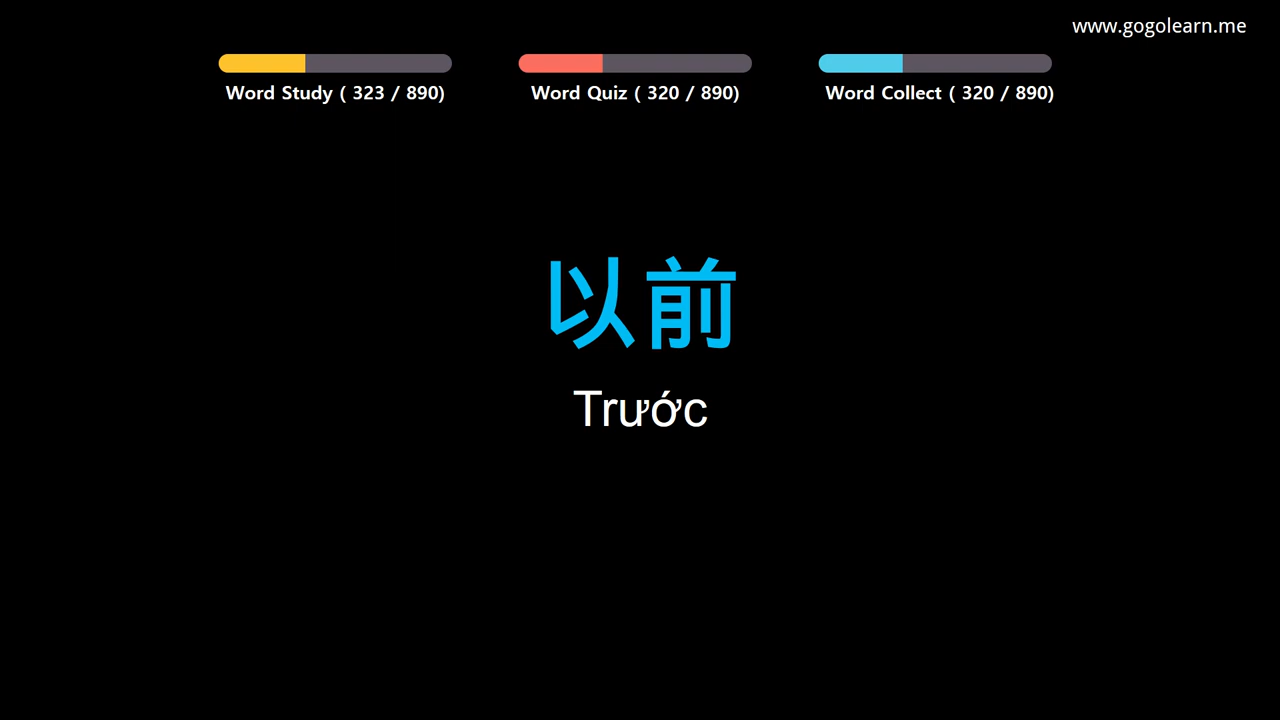 www.gogolearn.me
Word Study ( 323 / 890)
Word Quiz ( 320 / 890)
Word Collect ( 320 / 890)
以前
Trước